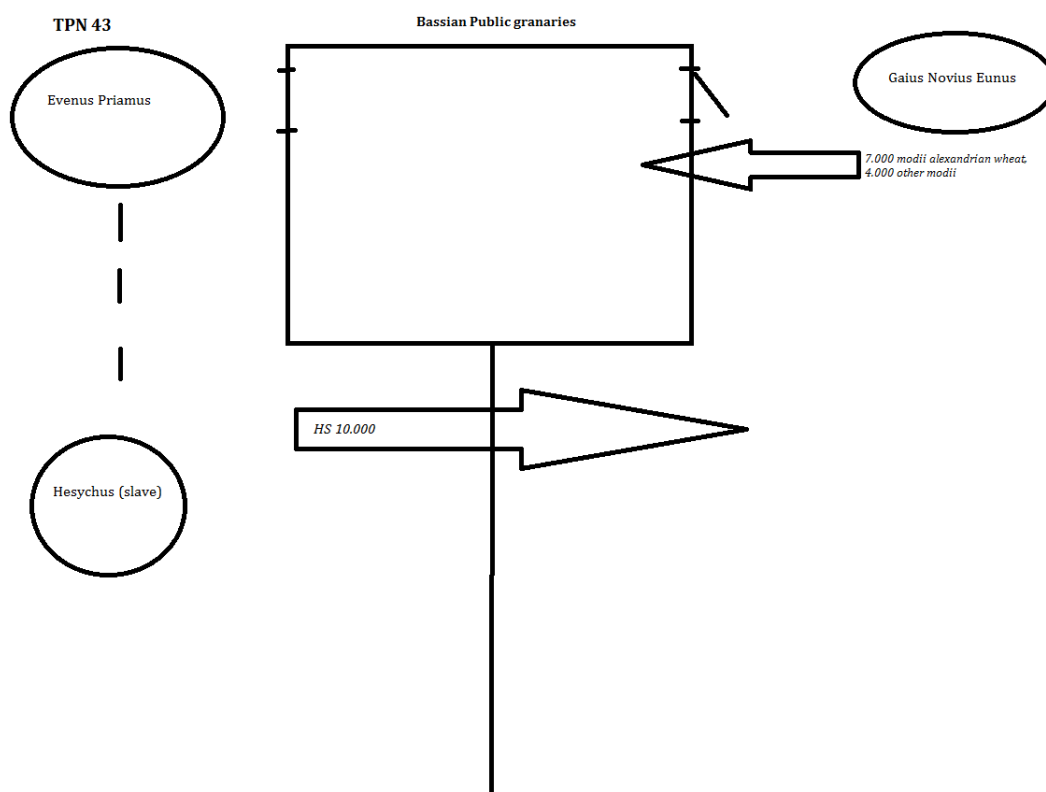 TPN 43
Bassian Public granaries
Evenus Priamus
Gaius Novius Eunus
7.000 modii alexandrian wheat,
4.000 other modii
HS 10.000
Hesychus (slave)